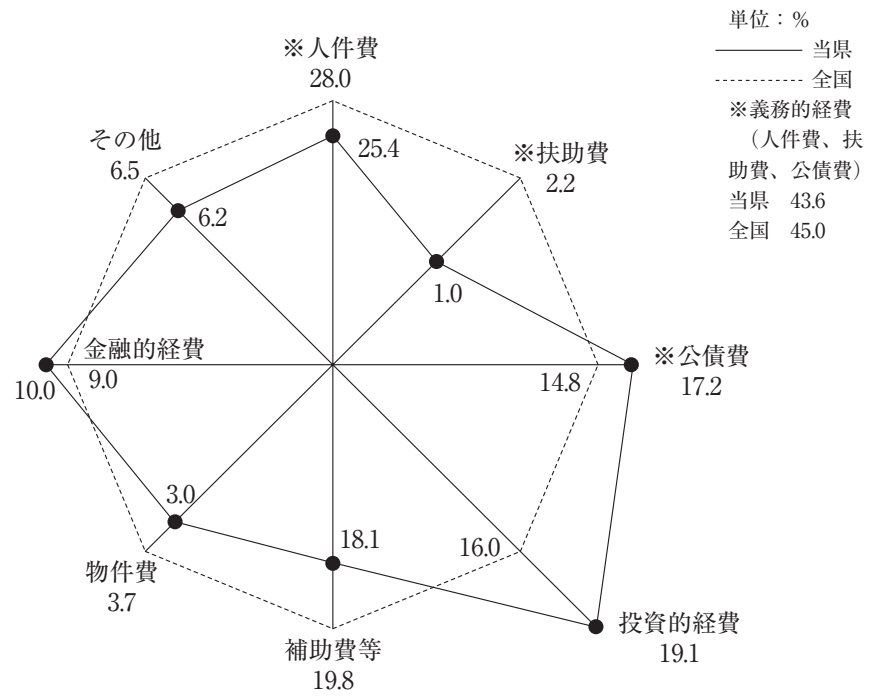 単位：%
当県
全国
※義務的経費
（人件費、扶
助費、公債費）
当県　43.6
全国　45.0
※人件費
28.0
25.4
※扶助費
2.2
1.0
※公債費
17.2
14.8
投資的経費
19.1
16.0
補助費等
19.8
18.1
物件費
3.7
3.0
金融的経費
9.0
10.0
その他
6.5
6.2